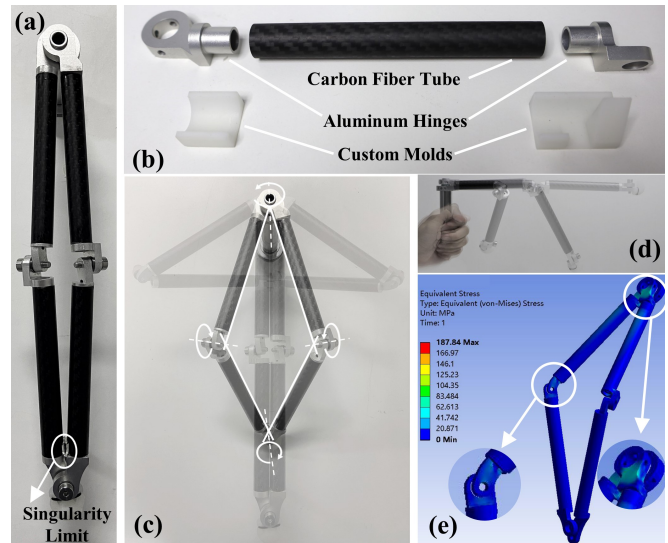 (a)
Singularity
Limit
Carbon Fiber Tube
Aluminum Hinges
Custom Molds
(b)
(c)
(d)
Equivalent Stress
Type: Equivalent (von-Mises) Stress
Unit: MPa
Time: 1
187.84 Max
166.97
146.1
125.23
104.35
83.484
62.613
41.742
20.871
0 Min
(e)